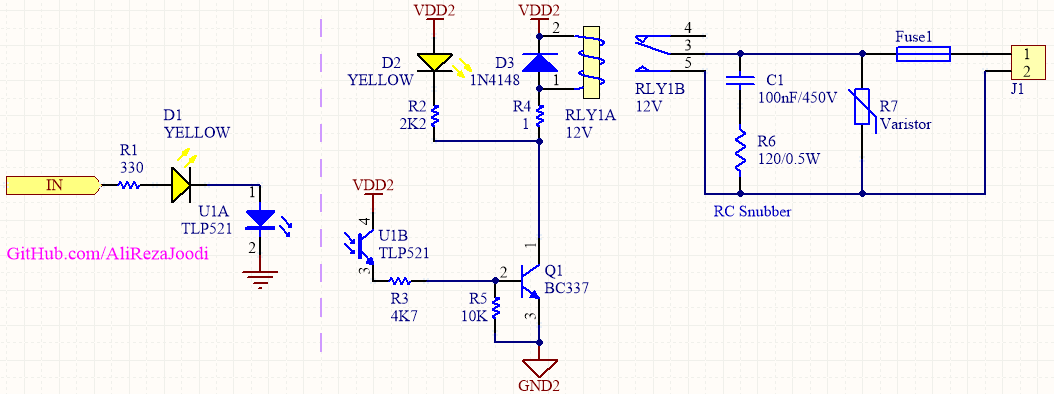 VDD2
VDD2
2
4
3
5
D2
YELLOW
D3
1N4148
1
RLY1A
12V
RLY1B
12V
C1
100nF/450V
Fuse1
1
2
J1
R2
2K2
R4
1
R7
Varistor
R6
120/0.5W
RC Snubber
D1
YELLOW
R1
330
IN
1
U1A
TLP521
2
GitHub.com/AliRezaJoodi
VDD2
4
U1B
TLP521
3
R3
4K7
R5
10K
2
1
Q1
BC337
3
GND2